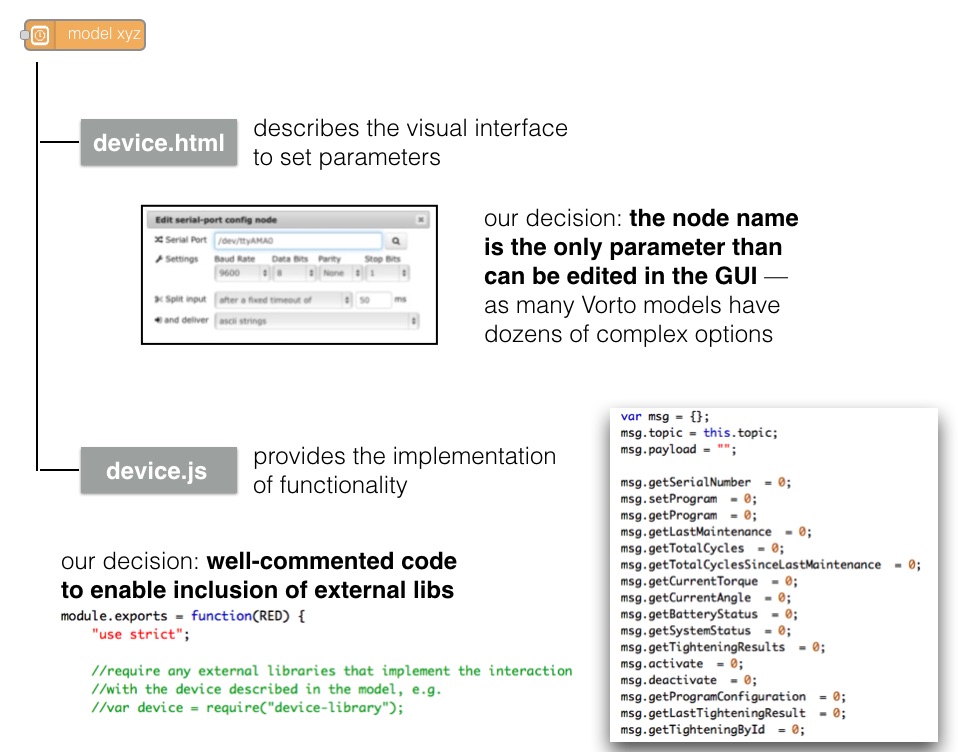 model xyz
device.html
describes the visual interface
to set parameters
Edit serial-port config node
Serial Port
/dev/ttyAMA0
Settings
Baud Rate
Data Bits
Parity
Stop Bits
9600
8
None
1
Split input
after a fixed timeout of
50
ms
and deliver
ascii strings
our decision: the node name
is the only parameter than
can be edited in the GUI —
as many Vorto models have
dozens of complex options
device.js
provides the implementation
of functionality
our decision: well-commented code
to enable inclusion of external libs
module.exports = function(RED) {
"use strict";
//require any external libraries that implement the interaction
//with the device described in the model, e.g.
//var device = require("device-library");
var msg = {};
msg.topic = this.topic;
msg.payload = "";
msg.getSerialNumber = 0;
msg.setProgram = 0;
msg.getProgram = 0;
msg.getLastMaintenance = 0;
msg.getTotalCycles = 0;
msg.getTotalCyclesSinceLastMaintenance = 0;
msg.getCurrentTorque = 0;
msg.getCurrentAngle = 0;
msg.getBatteryStatus = 0;
msg.getSystemStatus = 0;
msg.getTighteningResults = 0;
msg.activate = 0;
msg.deactivate = 0;
msg.getProgramConfiguration = 0;
msg.getLastTighteningResult = 0;
msg.getTighteningById = 0;